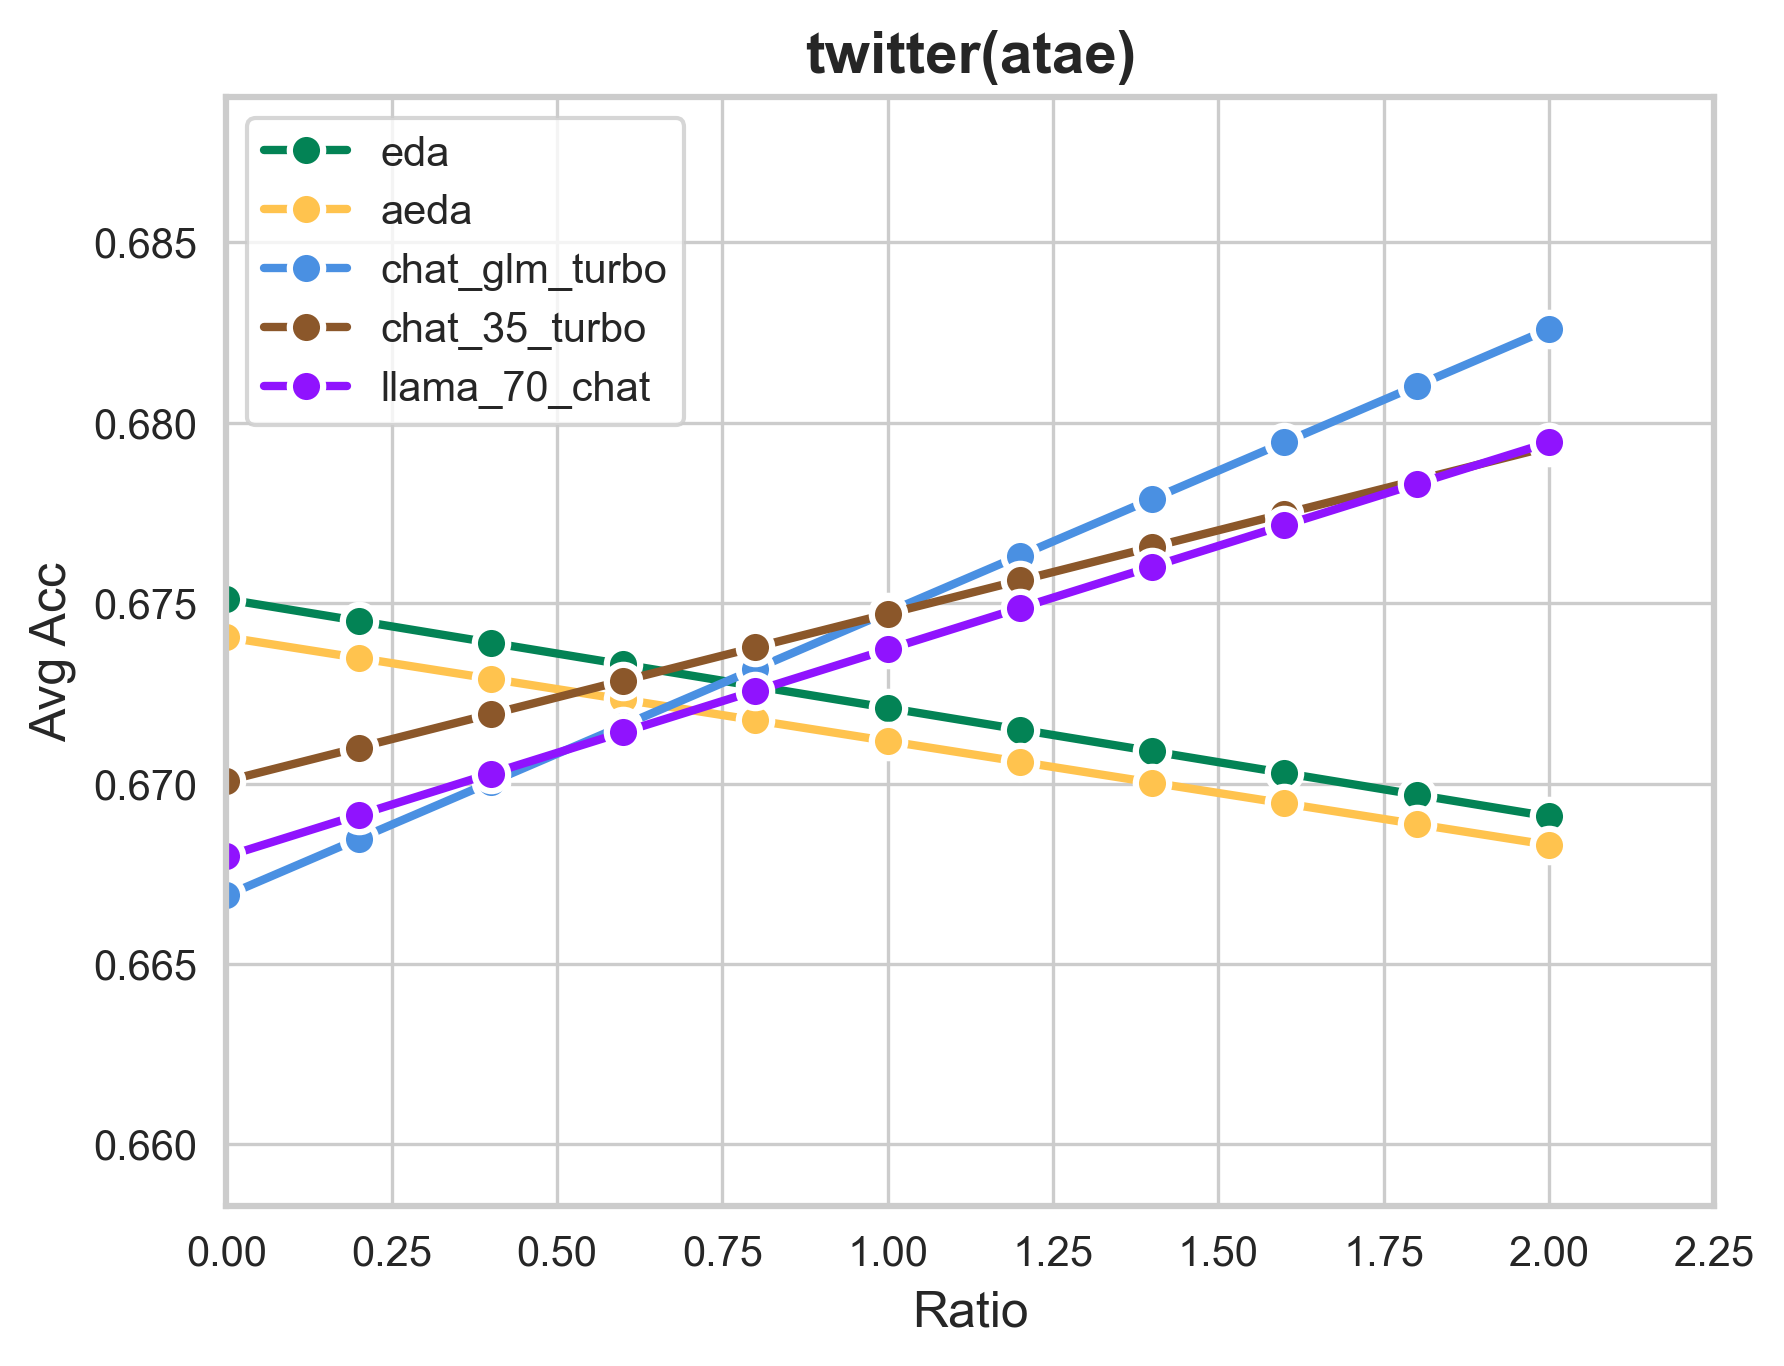 twitter(atae)
eda
aeda
chat_glm_turbo
chat_35_turbo
llama_70_chat
0.685
0.680
0.675
0.670
0.665
0.660
Avg Acc
0.00 0.25 0.50 0.75 1.00 1.25 1.50 1.75 2.00 2.25
Ratio